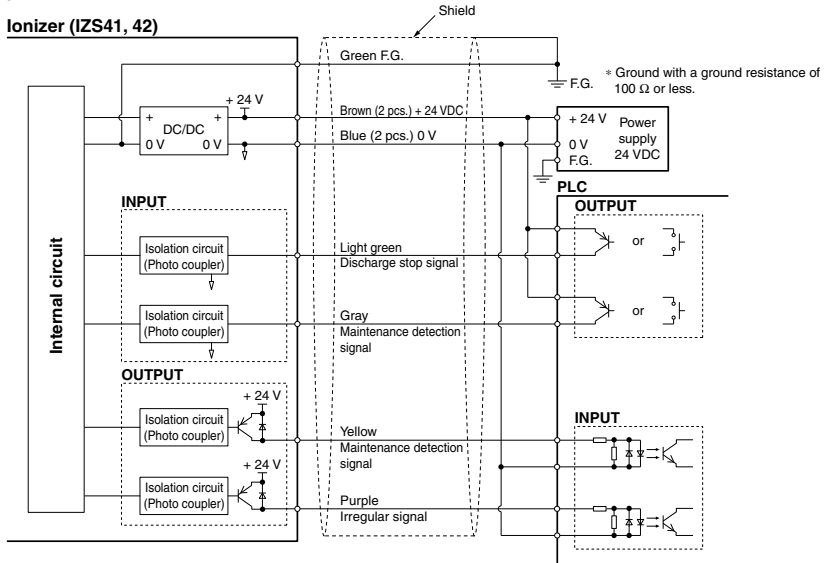 Shield
Ionizer (IZS41, 42)
Green F.G.
F.G.
* Ground with a ground resistance of
100 Ω or less.
+ 24 V
Brown (2 pcs.) + 24 VDC
+ +
DC/DC
0 V 0 V
Blue (2 pcs.) 0 V
+ 24 V
0 V
F.G.
Power
supply
24 VDC
PLC
INPUT
OUTPUT
Internal circuit
Isolation circuit
(Photo coupler)
Light green
Discharge stop signal
or
Isolation circuit
(Photo coupler)
Gray
Maintenance detection
signal
or
OUTPUT
+ 24 V
INPUT
Isolation circuit
(Photo coupler)
Yellow
Maintenance detection
signal
+ 24 V
Isolation circuit
(Photo coupler)
Purple
Irregular signal